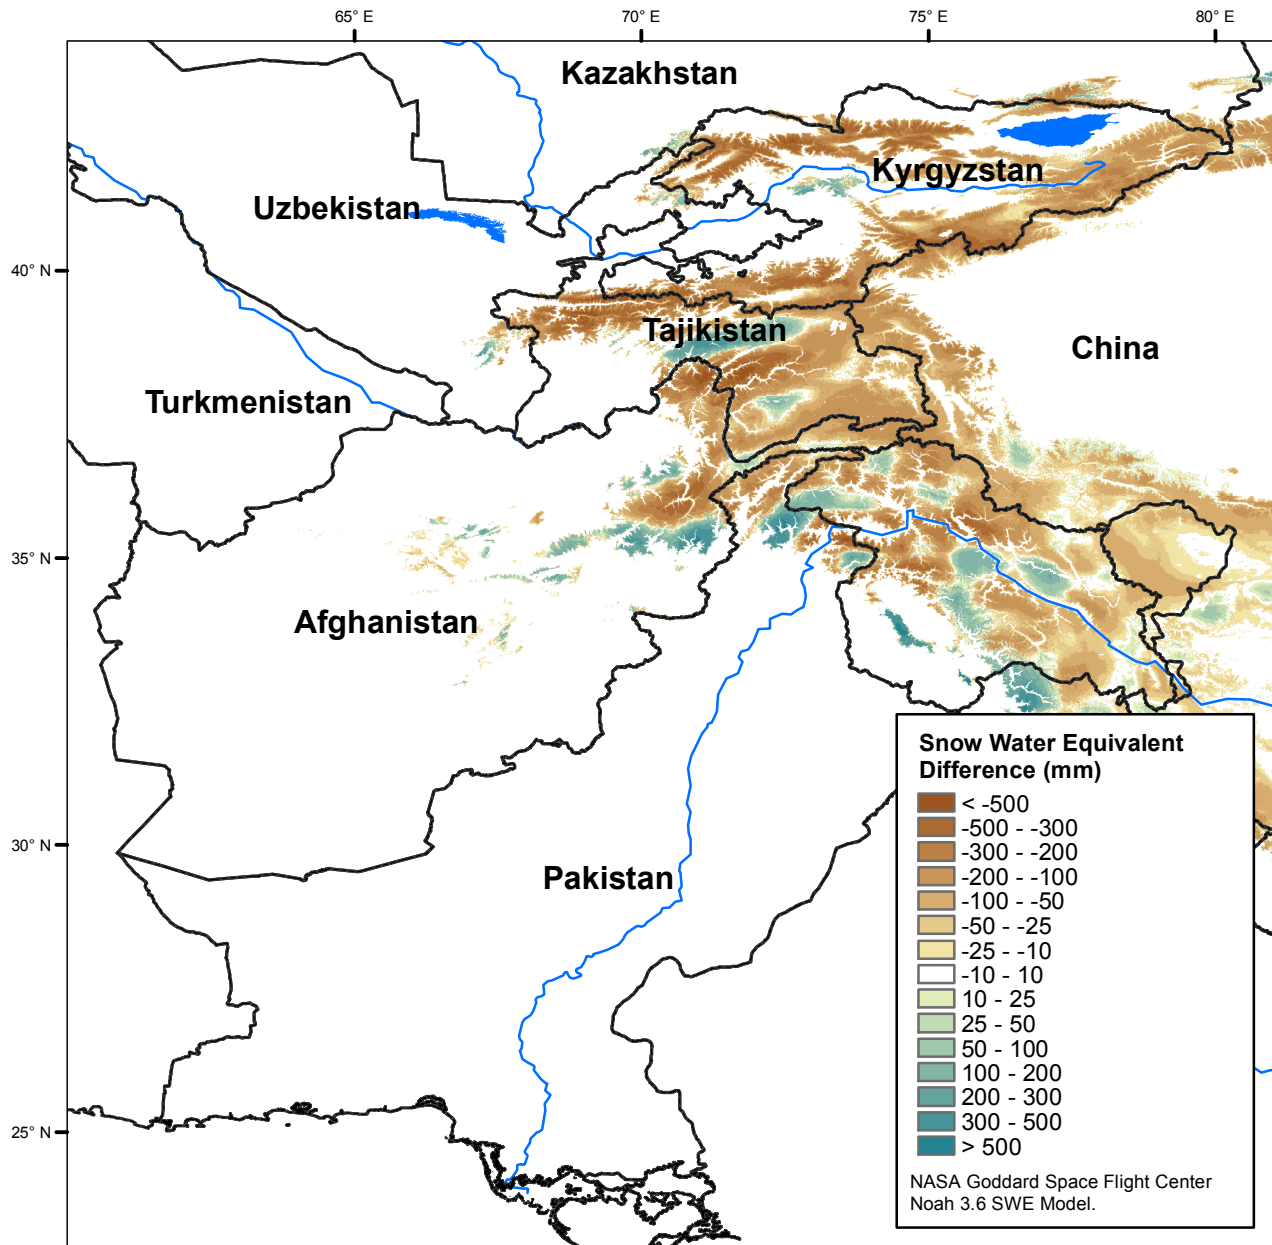 65° E 70° E 75° E 80° E
Kazakhstan
Kyrgyzstan
Uzbekistan
40° N
Tajikistan
China
Turkmenistan
35° N
Afghanistan
Snow Water Equivalent
Difference (mm)
< -500
-500 - -300
-300 - -200
-200 - -100
-100 - -50
-50 - -25
-25 - -10
-10 - 10
10 - 25
25 - 50
50 - 100
100 - 200
200 - 300
300 - 500
> 500
NASA Goddard Space Flight Center
Noah 3.6 SWE Model.
30° N
Pakistan
25° N